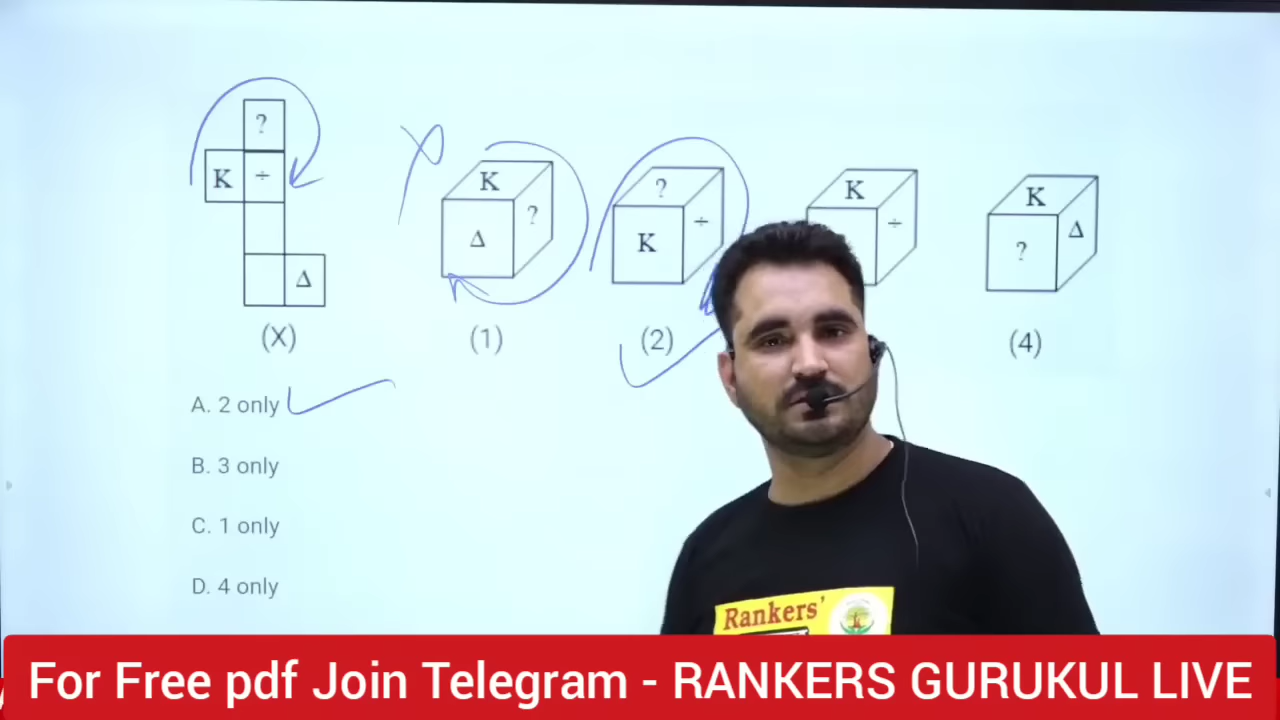 ?
K ÷
Δ
(X)
K
Δ ?
(1)
?
K ÷
(2)
K
÷
K
? Δ
(4)
A. 2 only
B. 3 only
C. 1 only
D. 4 only
Rankers'
For Free pdf Join Telegram - RANKERS GURUKUL LIVE